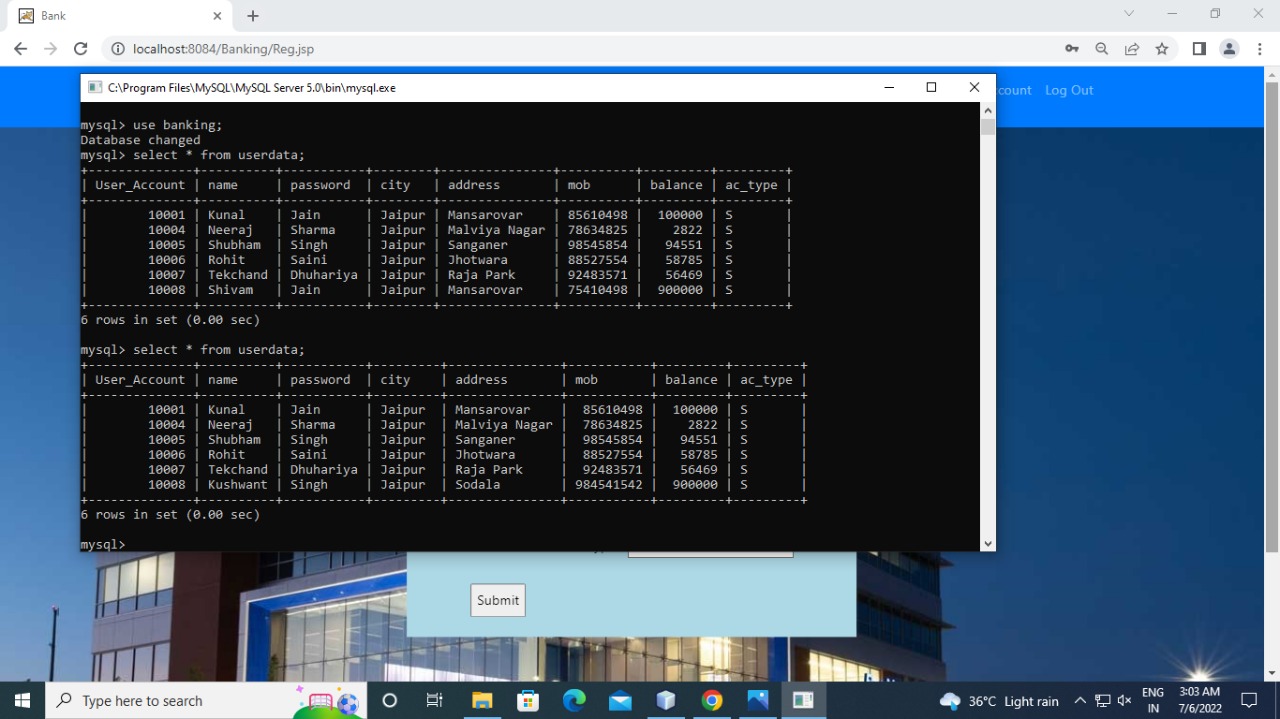 Bank
localhost:8084/Banking/Reg.jsp
C:\Program Files\MySQL\MySQL Server 5.0\bin\mysql.exe
count Log Out
mysql> use banking;
Database changed
mysql> select * from userdata;
+--------------+----------+-----------+--------+---------------+----------+---------+---------+
| User_Account | name     | password  | city   | address       | mob      | balance | ac_type |
+--------------+----------+-----------+--------+---------------+----------+---------+---------+
|        10001 | Kunal    | Jain      | Jaipur | Mansarovar    | 85610498 |  100000 | S       |
|        10004 | Neeraj   | Sharma    | Jaipur | Malviya Nagar | 78634825 |    2822 | S       |
|        10005 | Shubham  | Singh     | Jaipur | Sanganer      | 98545854 |   94551 | S       |
|        10006 | Rohit    | Saini     | Jaipur | Jhotwara      | 88527554 |   58785 | S       |
|        10007 | Tekchand | Dhuhariya | Jaipur | Raja Park     | 92483571 |   56469 | S       |
|        10008 | Shivam   | Jain      | Jaipur | Mansarovar    | 75410498 |  900000 | S       |
+--------------+----------+-----------+--------+---------------+----------+---------+---------+
6 rows in set (0.00 sec)
mysql> select * from userdata;
+--------------+----------+-----------+---------+---------------+-----------+---------+---------+
| User_Account | name     | password  | city    | address       | mob       | balance | ac_type |
+--------------+----------+-----------+---------+---------------+-----------+---------+---------+
|        10001 | Kunal    | Jain      | Jaipur  | Mansarovar    |  85610498 |  100000 | S       |
|        10004 | Neeraj   | Sharma    | Jaipur  | Malviya Nagar |  78634825 |    2822 | S       |
|        10005 | Shubham  | Singh     | Jaipur  | Sanganer      |  98545854 |   94551 | S       |
|        10006 | Rohit    | Saini     | Jaipur  | Jhotwara      |  88527554 |   58785 | S       |
|        10007 | Tekchand | Dhuhariya | Jaipur  | Raja Park     |  92483571 |   56469 | S       |
|        10008 | Kushwant | Singh     | Jaipur  | Sodala        | 984541542 |  900000 | S       |
+--------------+----------+-----------+---------+---------------+-----------+---------+---------+
6 rows in set (0.00 sec)
mysql>
Submit
Type here to search
36°C Light rain
ENG
IN
3:03 AM
7/6/2022